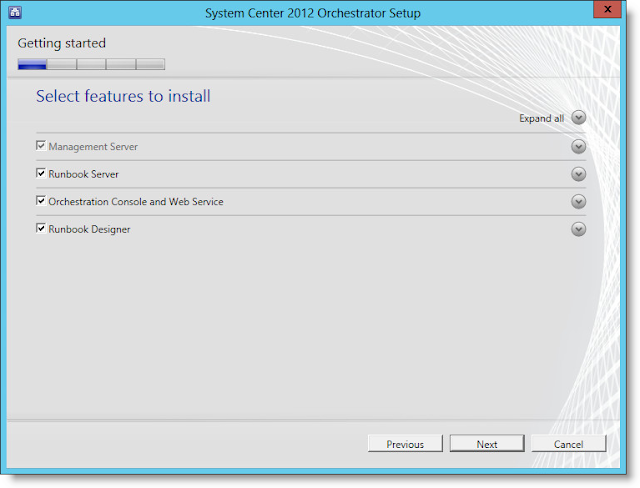 System Center 2012 Orchestrator Setup
x
Getting started
Select features to install
Expand all
Management Server
Runbook Server
Orchestration Console and Web Service
Runbook Designer
Previous
Next
Cancel